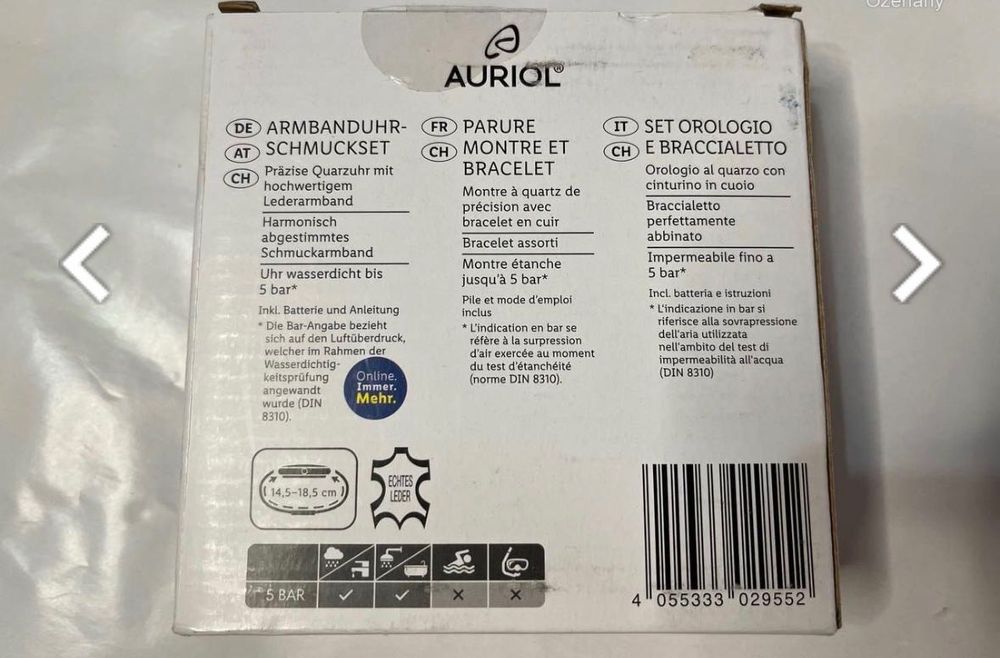 Ozenany
AURIOL®
DE AT CH
ARMBANDUHR-
SCHMUCKSET
Präzise Quarzuhr mit
hochwertigem
Lederarmband
Harmonisch
abgestimmtes
Schmuckarmband
Uhr wasserdicht bis
5 bar*
Inkl. Batterie und Anleitung
* Die Bar-Angabe bezieht
sich auf den Luftüberdruck,
welcher im Rahmen der
Wasserdichtig-
keitsprüfung
angewandt
wurde (DIN
8310).
Online.
Immer.
Mehr.
FR CH
PARURE
MONTRE ET
BRACELET
Montre à quartz de
précision avec
bracelet en cuir
Bracelet assorti
Montre étanche
jusqu'à 5 bar*
Pile et mode d'emploi
inclus
* L'indication en bar se
réfère à la surpression
d'air exercée au moment
du test d'étanchéité
(norme DIN 8310).
IT CH
SET OROLOGIO
E BRACCIALETTO
Orologio al quarzo con
cinturino in cuoio
Braccialetto
perfettamente
abbinato
Impermeabile fino a
5 bar*
Incl. batteria e istruzioni
* L'indicazione in bar si
riferisce alla sovrapressione
dell'aria utilizzata
nell'ambito del test di
impermeabilità all'acqua
(DIN 8310)
14,5–18,5 cm
ECHTES
LEDER
5 BAR
4 055333 029552